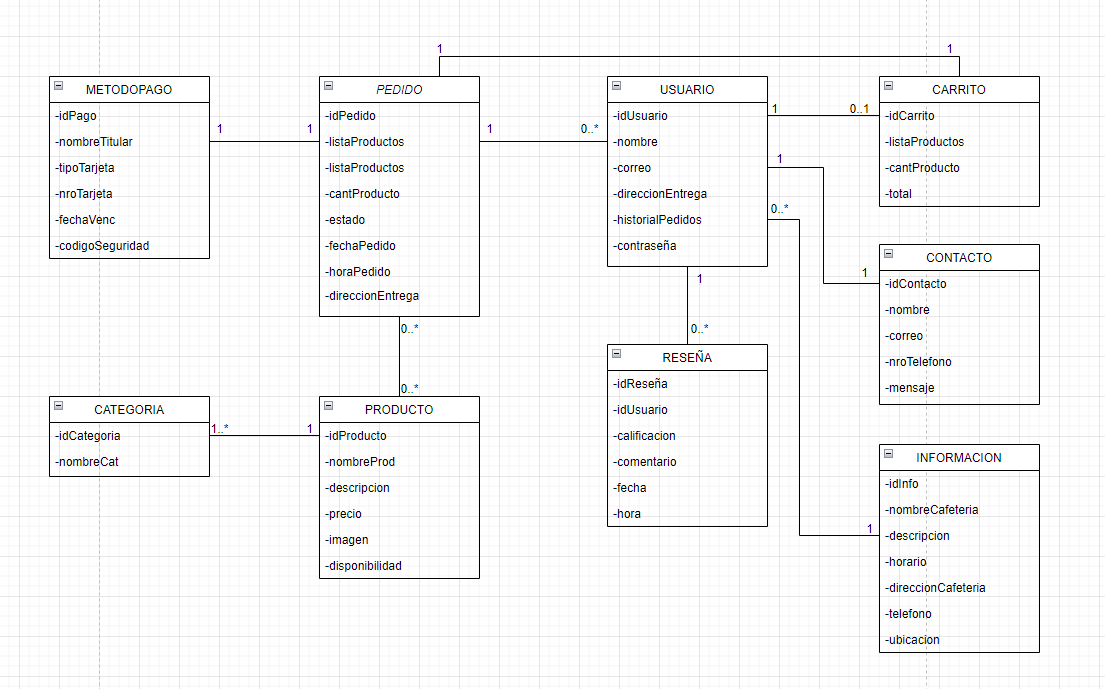 1
1
METODOPAGO
-idPago
-nombreTitular
-tipoTarjeta
-nroTarjeta
-fechaVenc
-codigoSeguridad
1
1
PEDIDO
-idPedido
-listaProductos
-listaProductos
-cantProducto
-estado
-fechaPedido
-horaPedido
-direccionEntrega
1
0..*
USUARIO
-idUsuario
-nombre
-correo
-direccionEntrega
-historialPedidos
-contraseña
1
0..1
CARRITO
-idCarrito
-listaProductos
-cantProducto
-total
1
1
CONTACTO
-idContacto
-nombre
-correo
-nroTelefono
-mensaje
0..*
1
INFORMACION
-idInfo
-nombreCafeteria
-descripcion
-horario
-direccionCafeteria
-telefono
-ubicacion
1
0..*
RESEÑA
-idReseña
-idUsuario
-calificacion
-comentario
-fecha
-hora
0..*
0..*
CATEGORIA
-idCategoria
-nombreCat
1..*
1
PRODUCTO
-idProducto
-nombreProd
-descripcion
-precio
-imagen
-disponibilidad